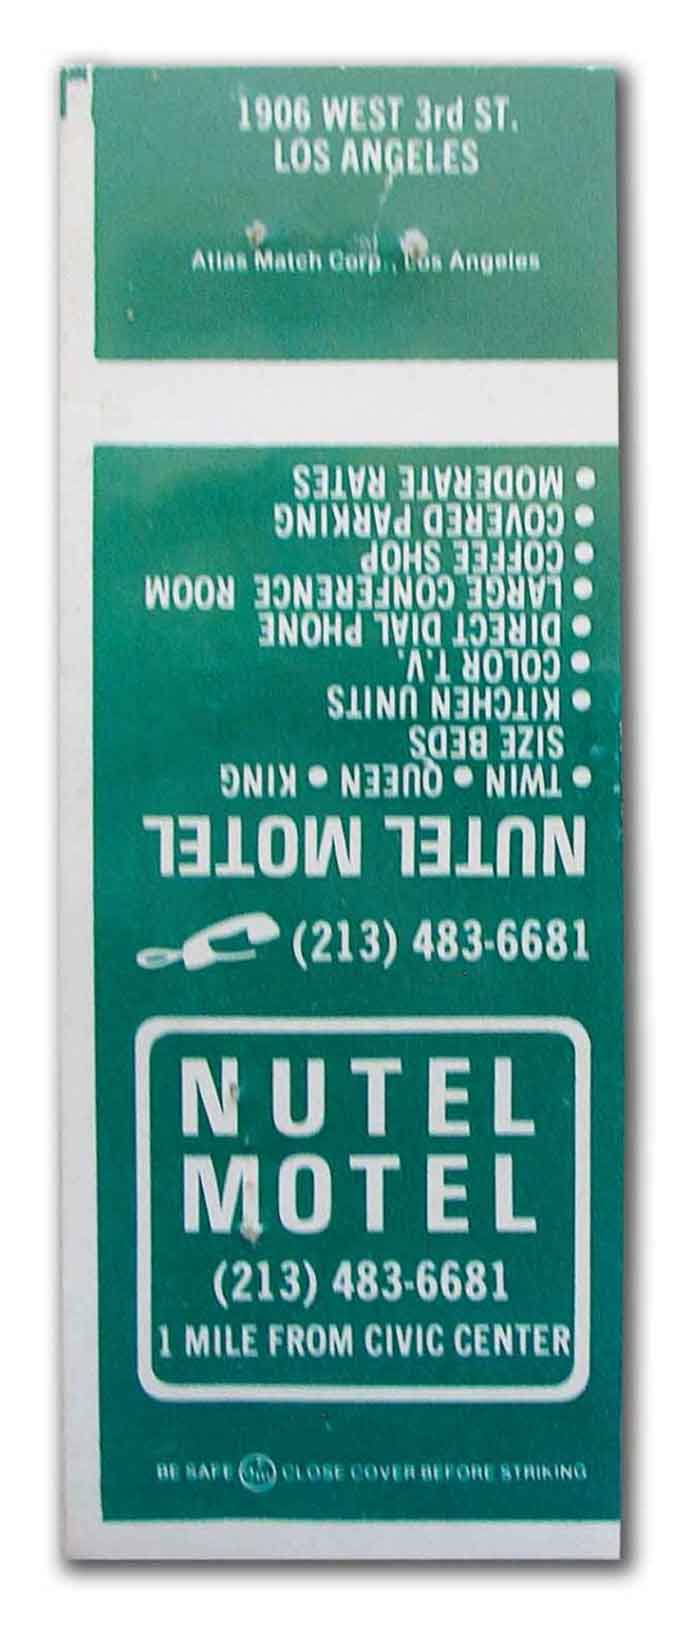 1906 WEST 3rd ST.
LOS ANGELES
Atlas Match Corp., Los Angeles
NUTEL MOTEL
• TWIN • QUEEN • KING
SIZE BEDS
• KITCHEN UNITS
• COLOR T.V.
• DIRECT DIAL PHONE
• LARGE CONFERENCE ROOM
• COFFEE SHOP
• COVERED PARKING
• MODERATE RATES
(213) 483-6681
NUTEL
MOTEL
(213) 483-6681
1 MILE FROM CIVIC CENTER
BE SAFE CLOSE COVER BEFORE STRIKING